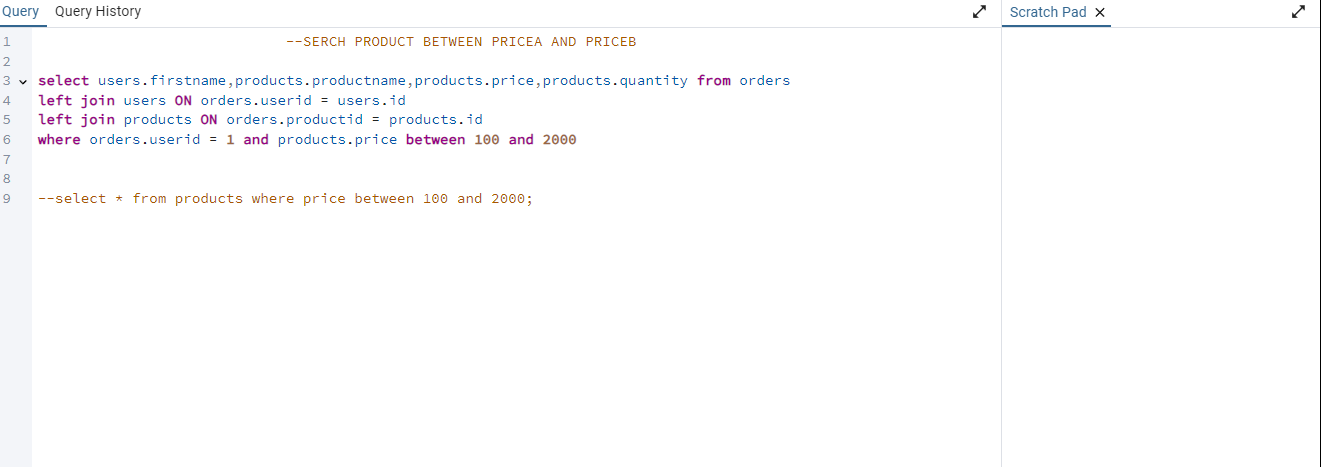 Query Query History Scratch Pad ×
1 --SERCH PRODUCT BETWEEN PRICEA AND PRICEB
2
3 select users.firstname,products.productname,products.price,products.quantity from orders
4 left join users ON orders.userid = users.id
5 left join products ON orders.productid = products.id
6 where orders.userid = 1 and products.price between 100 and 2000
7
8
9 --select * from products where price between 100 and 2000;